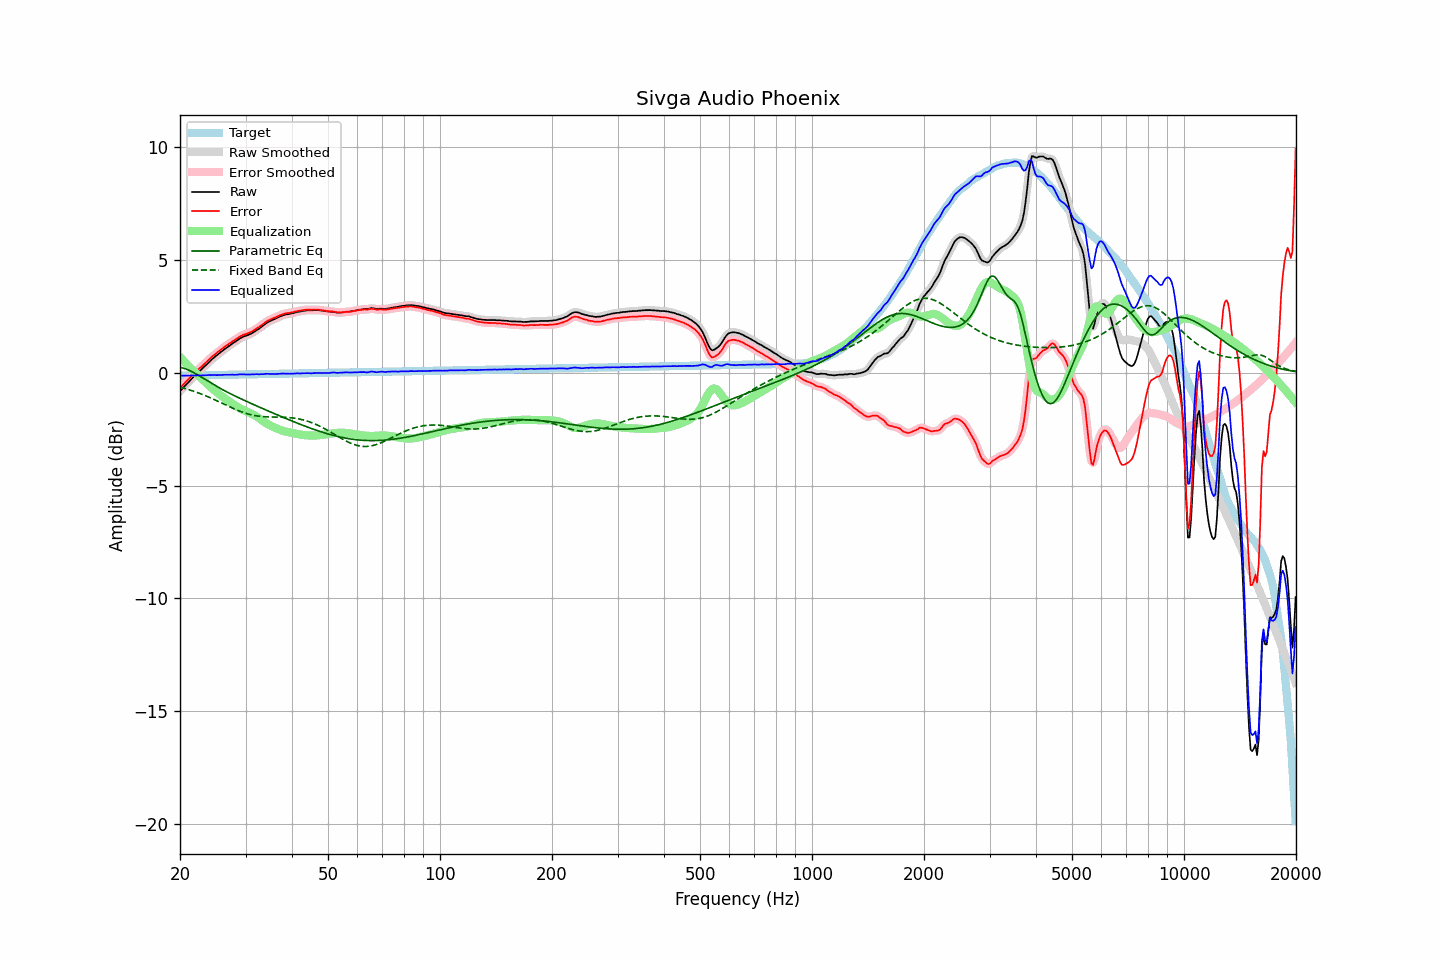 Sivga Audio Phoenix
Target
Raw Smoothed
Error Smoothed
Raw
Error
Equalization
Parametric Eq
Fixed Band Eq
Equalized
10
5
0
−5
−10
−15
−20
Amplitude (dBr)
20
50
100
200
500
1000
2000
5000
10000
20000
Frequency (Hz)